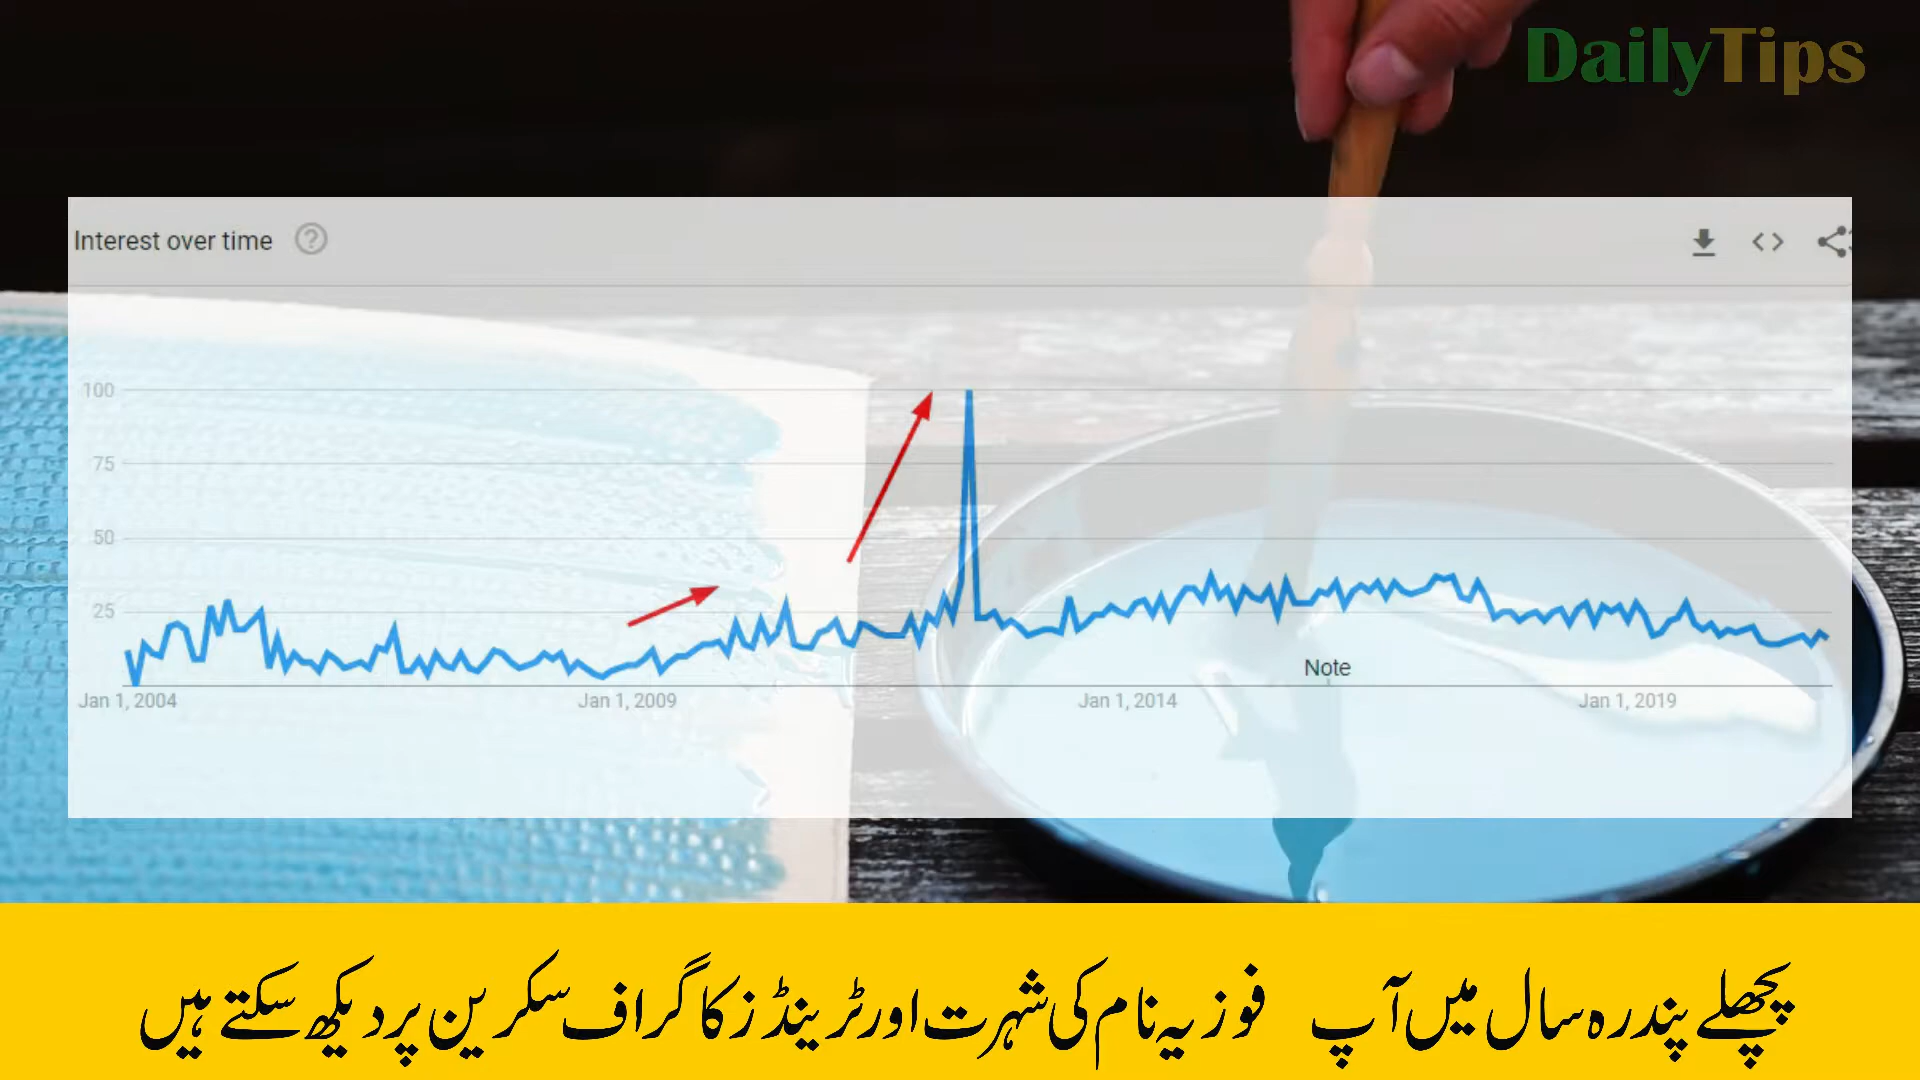 DailyTips
Interest over time
100
75
50
25
Note
Jan 1, 2004
Jan 1, 2009
Jan 1, 2014
Jan 1, 2019
پچھلے پندرہ سال میں آپ فوزیہ نام کی شہرت اور ٹرینڈز کا گراف سکرین پر دیکھ سکتے ہیں